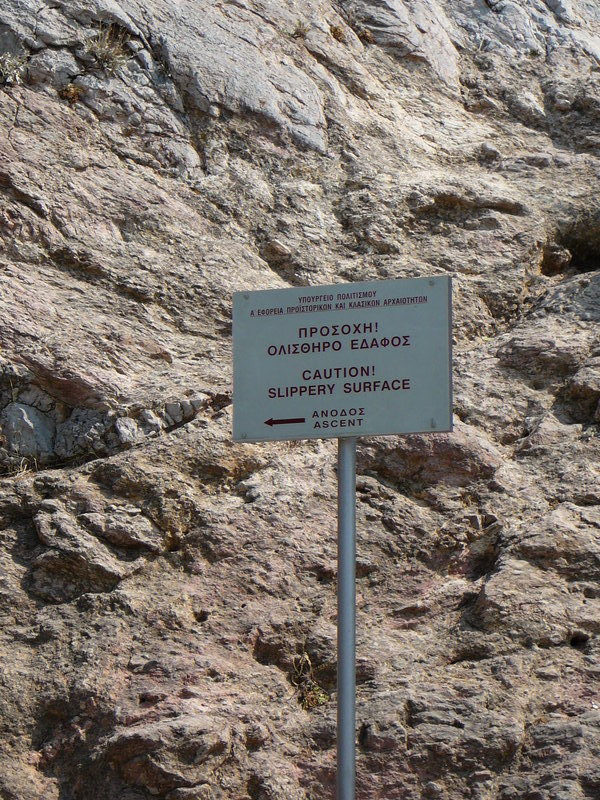 ΥΠΟΥΡΓΕΙΟ ΠΟΛΙΤΙΣΜΟΥ
Α ΕΦΟΡΕΙΑ ΠΡΟΪΣΤΟΡΙΚΩΝ ΚΑΙ ΚΛΑΣΙΚΩΝ ΑΡΧΑΙΟΤΗΤΩΝ
ΠΡΟΣΟΧΗ!
ΟΛΙΣΘΗΡΟ ΕΔΑΦΟΣ
CAUTION!
SLIPPERY SURFACE
ΑΝΟΔΟΣ
ASCENT